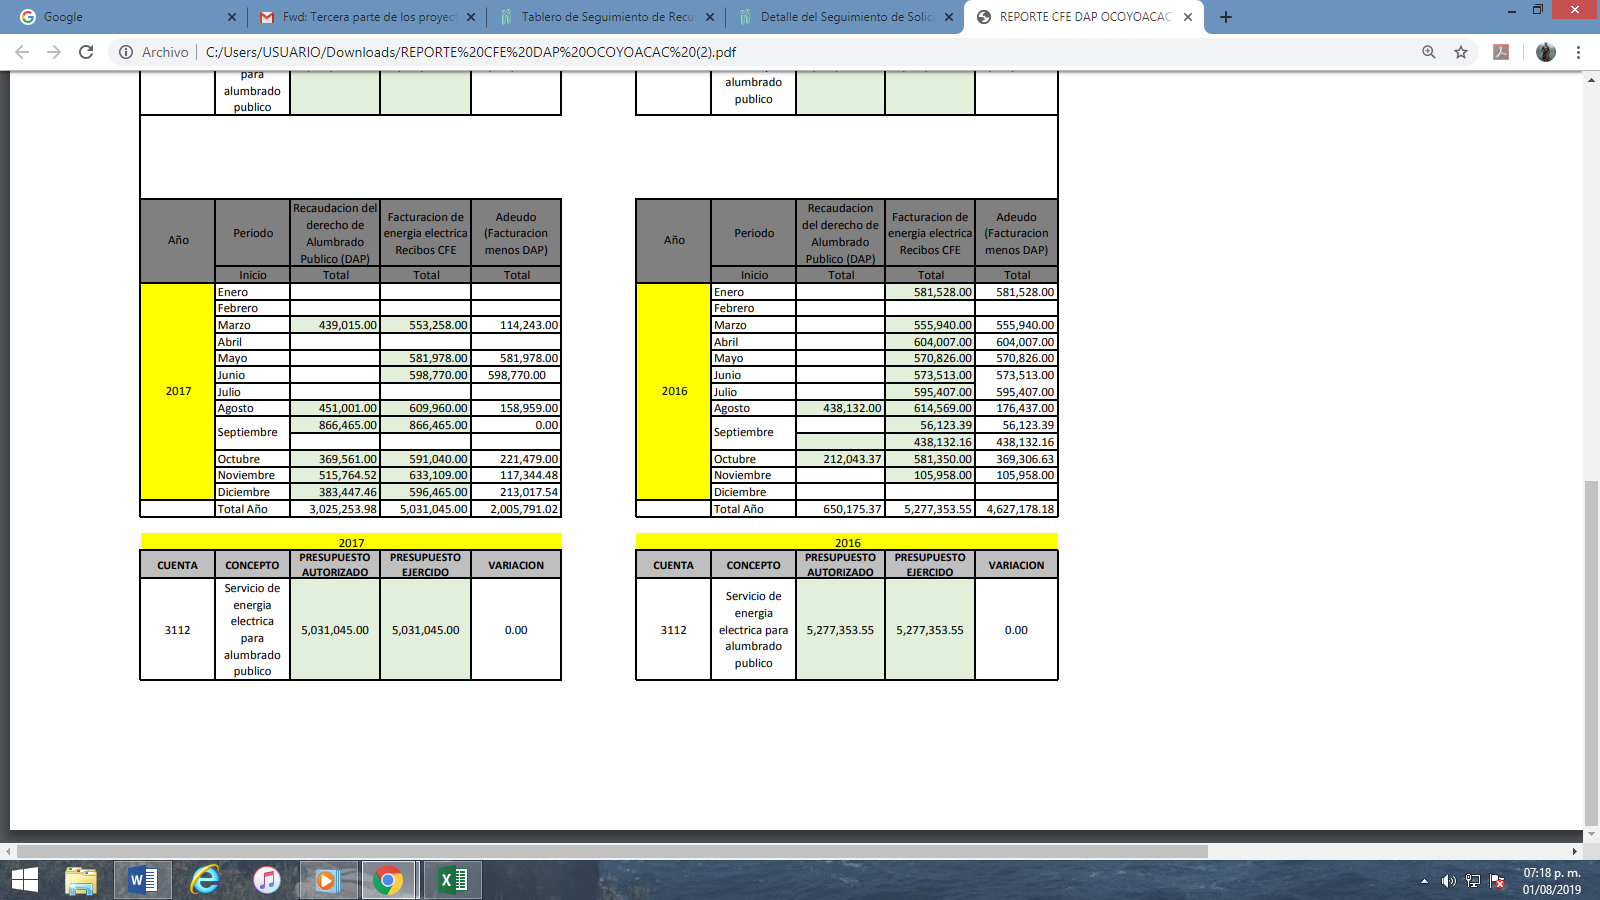 Google
Fwd: Tercera parte de los proyec
Tablero de Seguimiento de Recu
Detalle del Seguimiento de Solic
REPORTE CFE DAP OCOYOACAC
Archivo | C:/Users/USUARIO/Downloads/REPORTE%20CFE%20DAP%20OCOYOACAC%20(2).pdf
para
alumbrado
publico
alumbrado
publico
Año
Periodo
Recaudacion del
derecho de
Alumbrado
Publico (DAP)
Facturacion de
energia electrica
Recibos CFE
Adeudo
(Facturacion
menos DAP)
Inicio Total Total Total
2017
Enero
Febrero
Marzo 439,015.00 553,258.00 114,243.00
Abril
Mayo 581,978.00 581,978.00
Junio 598,770.00 598,770.00
Julio
Agosto 451,001.00 609,960.00 158,959.00
Septiembre 866,465.00 866,465.00 0.00
Octubre 369,561.00 591,040.00 221,479.00
Noviembre 515,764.52 633,109.00 117,344.48
Diciembre 383,447.46 596,465.00 213,017.54
Total Año 3,025,253.98 5,031,045.00 2,005,791.02
Año
Periodo
Recaudacion
del derecho de
Alumbrado
Publico (DAP)
Facturacion de
energia electrica
Recibos CFE
Adeudo
(Facturacion
menos DAP)
Inicio Total Total Total
2016
Enero 581,528.00 581,528.00
Febrero
Marzo 555,940.00 555,940.00
Abril 604,007.00 604,007.00
Mayo 570,826.00 570,826.00
Junio 573,513.00 573,513.00
Julio 595,407.00 595,407.00
Agosto 438,132.00 614,569.00 176,437.00
Septiembre 56,123.39 56,123.39
438,132.16 438,132.16
Octubre 212,043.37 581,350.00 369,306.63
Noviembre 105,958.00 105,958.00
Diciembre
Total Año 650,175.37 5,277,353.55 4,627,178.18
2017
CUENTA CONCEPTO PRESUPUESTO AUTORIZADO PRESUPUESTO EJERCIDO VARIACION
3112
Servicio de
energia
electrica
para
alumbrado
publico
5,031,045.00 5,031,045.00 0.00
2016
CUENTA CONCEPTO PRESUPUESTO AUTORIZADO PRESUPUESTO EJERCIDO VARIACION
3112
Servicio de
energia
electrica para
alumbrado
publico
5,277,353.55 5,277,353.55 0.00
07:18 p. m.
01/08/2019